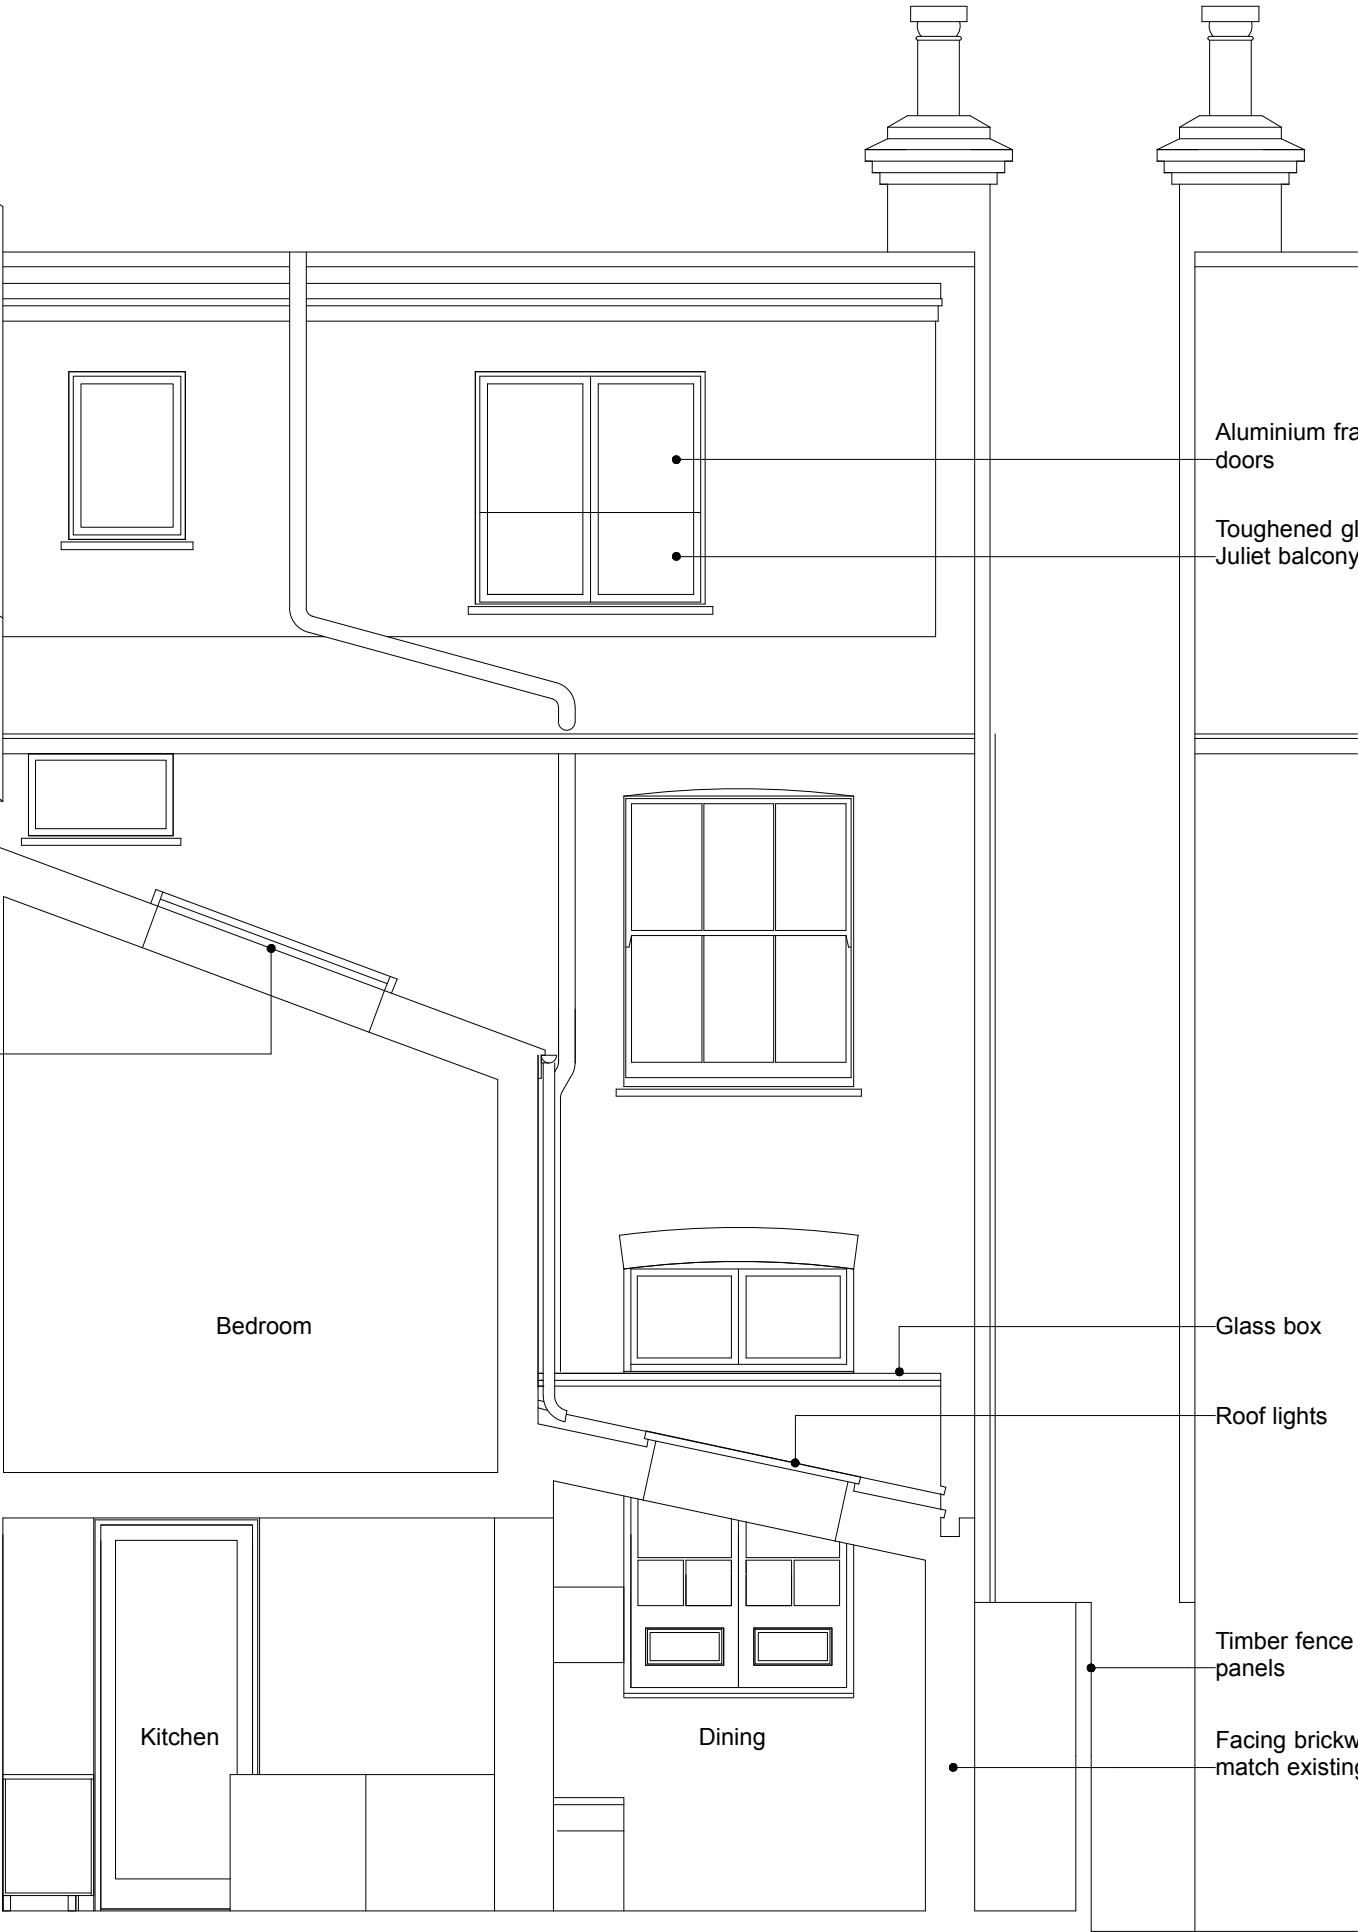 Aluminium fra
doors
Toughened gl
Juliet balcony
Bedroom
Glass box
Roof lights
Timber fence
panels
Kitchen
Dining
Facing brickw
match existing